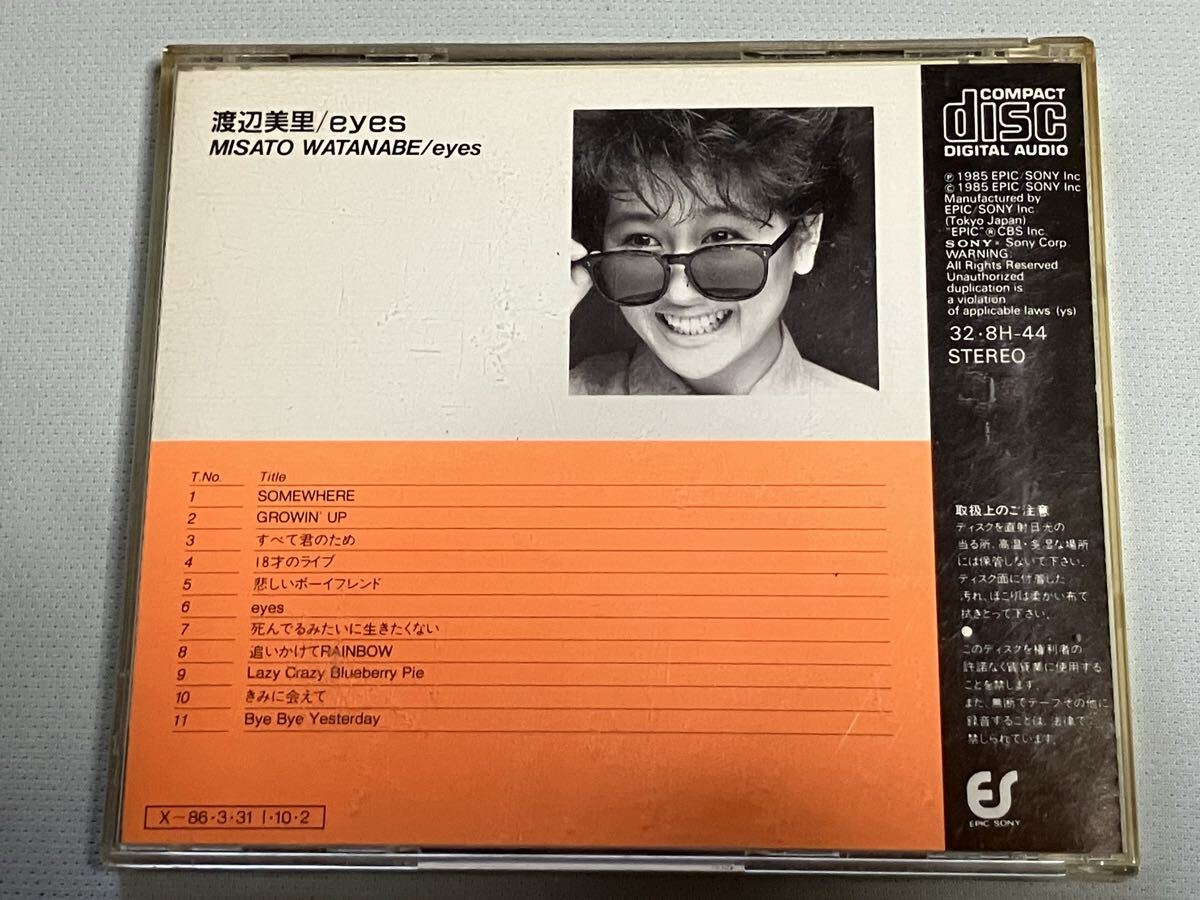 渡辺美里/eyes
MISATO WATANABE/eyes
T.No. Title
1 SOMEWHERE
2 GROWIN' UP
3 すべて君のため
4 18才のライブ
5 悲しいボーイフレンド
6 eyes
7 死んでるみたいに生きたくない
8 追いかけてRAINBOW
9 Lazy Crazy Blueberry Pie
10 きみに会えて
11 Bye Bye Yesterday
X〜86・3・31 I・10・2
COMPACT
disc
DIGITAL AUDIO
Ⓟ 1985 EPIC/SONY Inc
© 1985 EPIC/SONY Inc
Manufactured by
EPIC/SONY Inc
(Tokyo Japan)
"EPIC" ® CBS Inc.
SONY® Sony Corp.
WARNING:
All Rights Reserved
Unauthorized
duplication is
a violation
of applicable laws (ys)
32・8H-44
STEREO
取扱上のご注意
ディスクを直射日光の
当る所、高温・多湿な場所
には保管しないで下さい。
ディスク面に付着した
汚れ、ほこりは柔かい布で
拭きとって下さい。
このディスクを権利者の
許諾なく賃貸業に使用する
ことを禁じます。
また、無断でテープその他に
録音することは、法律で
禁じられています。
ES
EPIC SONY